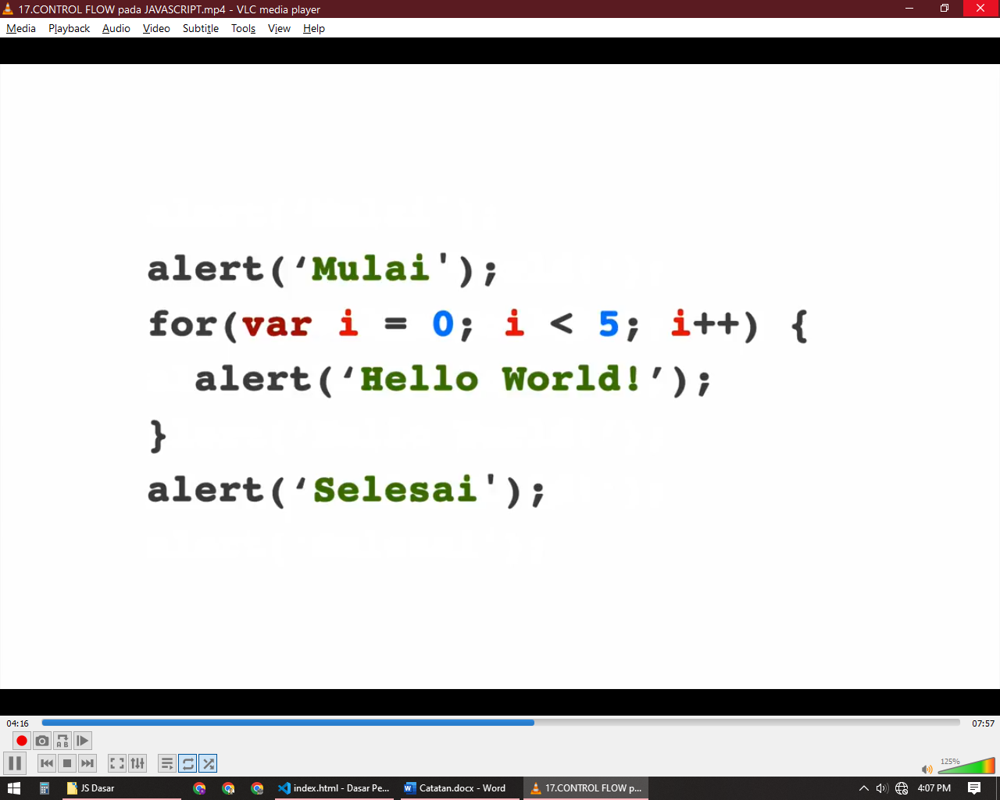 17.CONTROL FLOW pada JAVASCRIPT.mp4 - VLC media player
Media Playback Audio Video Subtitle Tools View Help
alert(‘Mulai');
for(var i = 0; i < 5; i++) {
alert(‘Hello World!’);
}
alert(‘Selesai');
04:16 07:57
A B
125%
JS Dasar index.html - Dasar Pe... Catatan.docx - Word 17.CONTROL FLOW p... 4:07 PM